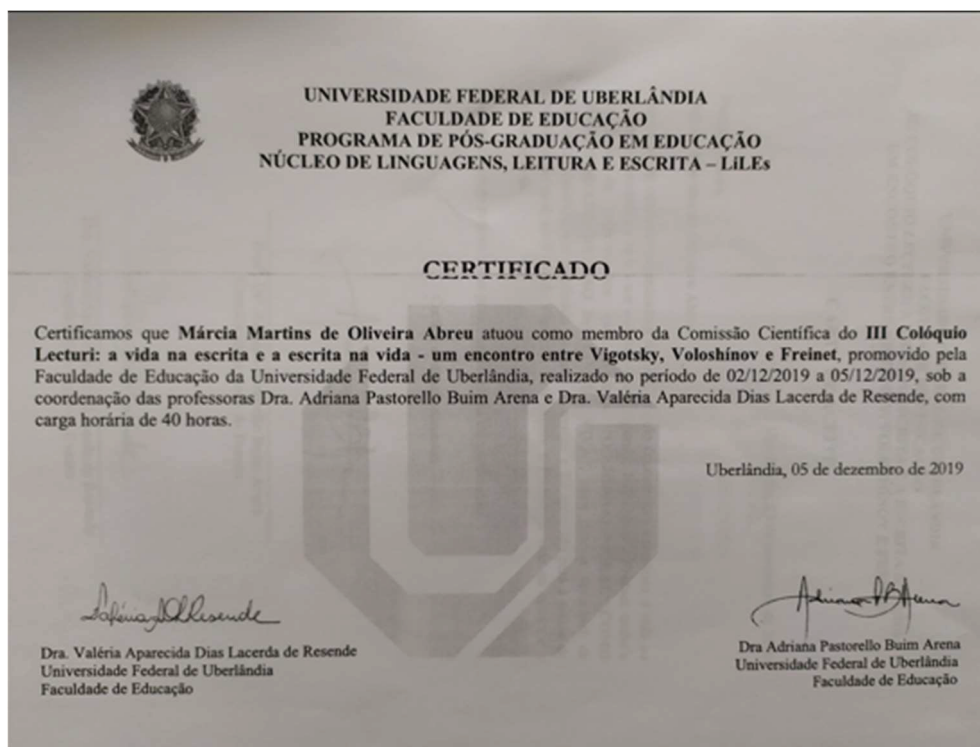 UNIVERSIDADE FEDERAL DE UBERLÂNDIA
FACULDADE DE EDUCAÇÃO
PROGRAMA DE PÓS-GRADUAÇÃO EM EDUCAÇÃO
NÚCLEO DE LINGUAGENS, LEITURA E ESCRITA – LiLEs
CERTIFICADO
Certificamos que Márcia Martins de Oliveira Abreu atuou como membro da Comissão Científica do III Colóquio
Lecturi: a vida na escrita e a escrita na vida - um encontro entre Vigotsky, Voloshínov e Freinet, promovido pela
Faculdade de Educação da Universidade Federal de Uberlândia, realizado no período de 02/12/2019 a 05/12/2019, sob a
coordenação das professoras Dra. Adriana Pastorello Buim Arena e Dra. Valéria Aparecida Dias Lacerda de Resende, com
carga horária de 40 horas.
Uberlândia, 05 de dezembro de 2019
Dra. Valéria Aparecida Dias Lacerda de Resende
Universidade Federal de Uberlândia
Faculdade de Educação
Dra Adriana Pastorello Buim Arena
Universidade Federal de Uberlândia
Faculdade de Educação